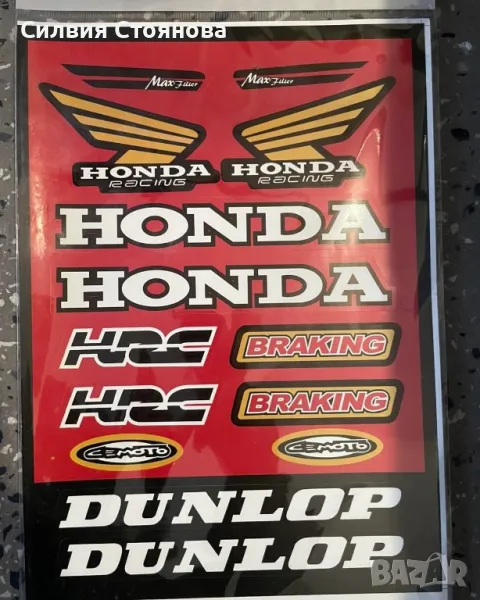 Силвия Стоянова
Max Filter Max Filter
HONDA HONDA
RACING RACING
HONDA
HONDA
HRC BRAKING
HRC BRAKING
CEMOTO CEMOTO
DUNLOP
DUNLOP
BAZAR